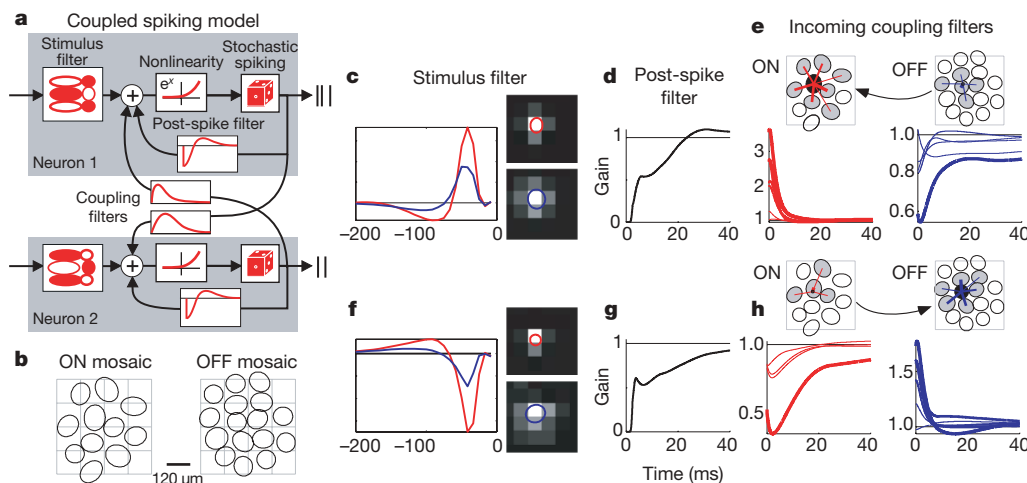 a
Coupled spiking model
Stimulus filter
Nonlinearity
Stochastic spiking
e^x
Post-spike filter
Neuron 1
Coupling filters
Neuron 2
b
ON mosaic
OFF mosaic
120 µm
c
Stimulus filter
−200
−100
0
d
Post-spike filter
Gain
1
0
0
20
40
e
Incoming coupling filters
ON
OFF
3
2
1
0
20
40
1.0
0.8
0.6
0
20
40 ms
f
−200
−100
0
g
Gain
1
0
0
20
40
Time (ms)
h
ON
OFF
1.0
0.5
0
20
40
1.5
1.0
0
20
40